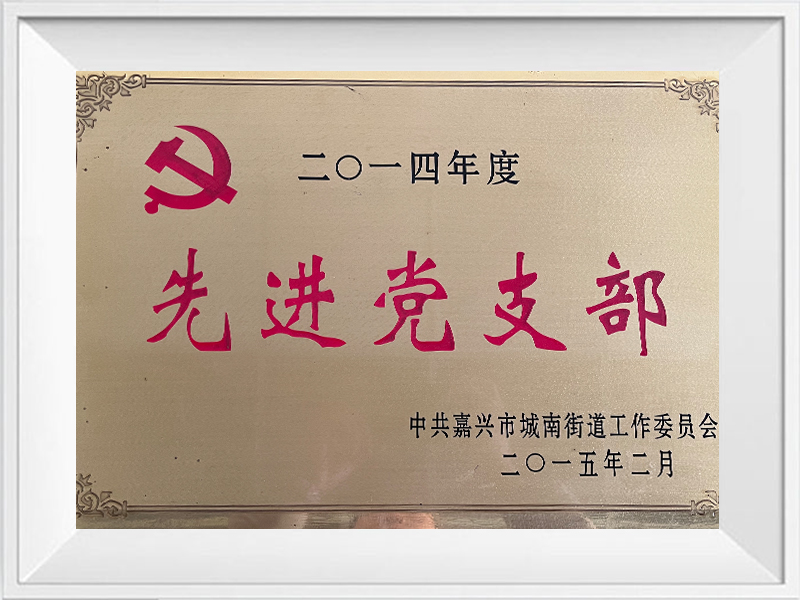 二〇一四年度
先进党支部
中共嘉兴市城南街道工作委员会
二〇一五年二月